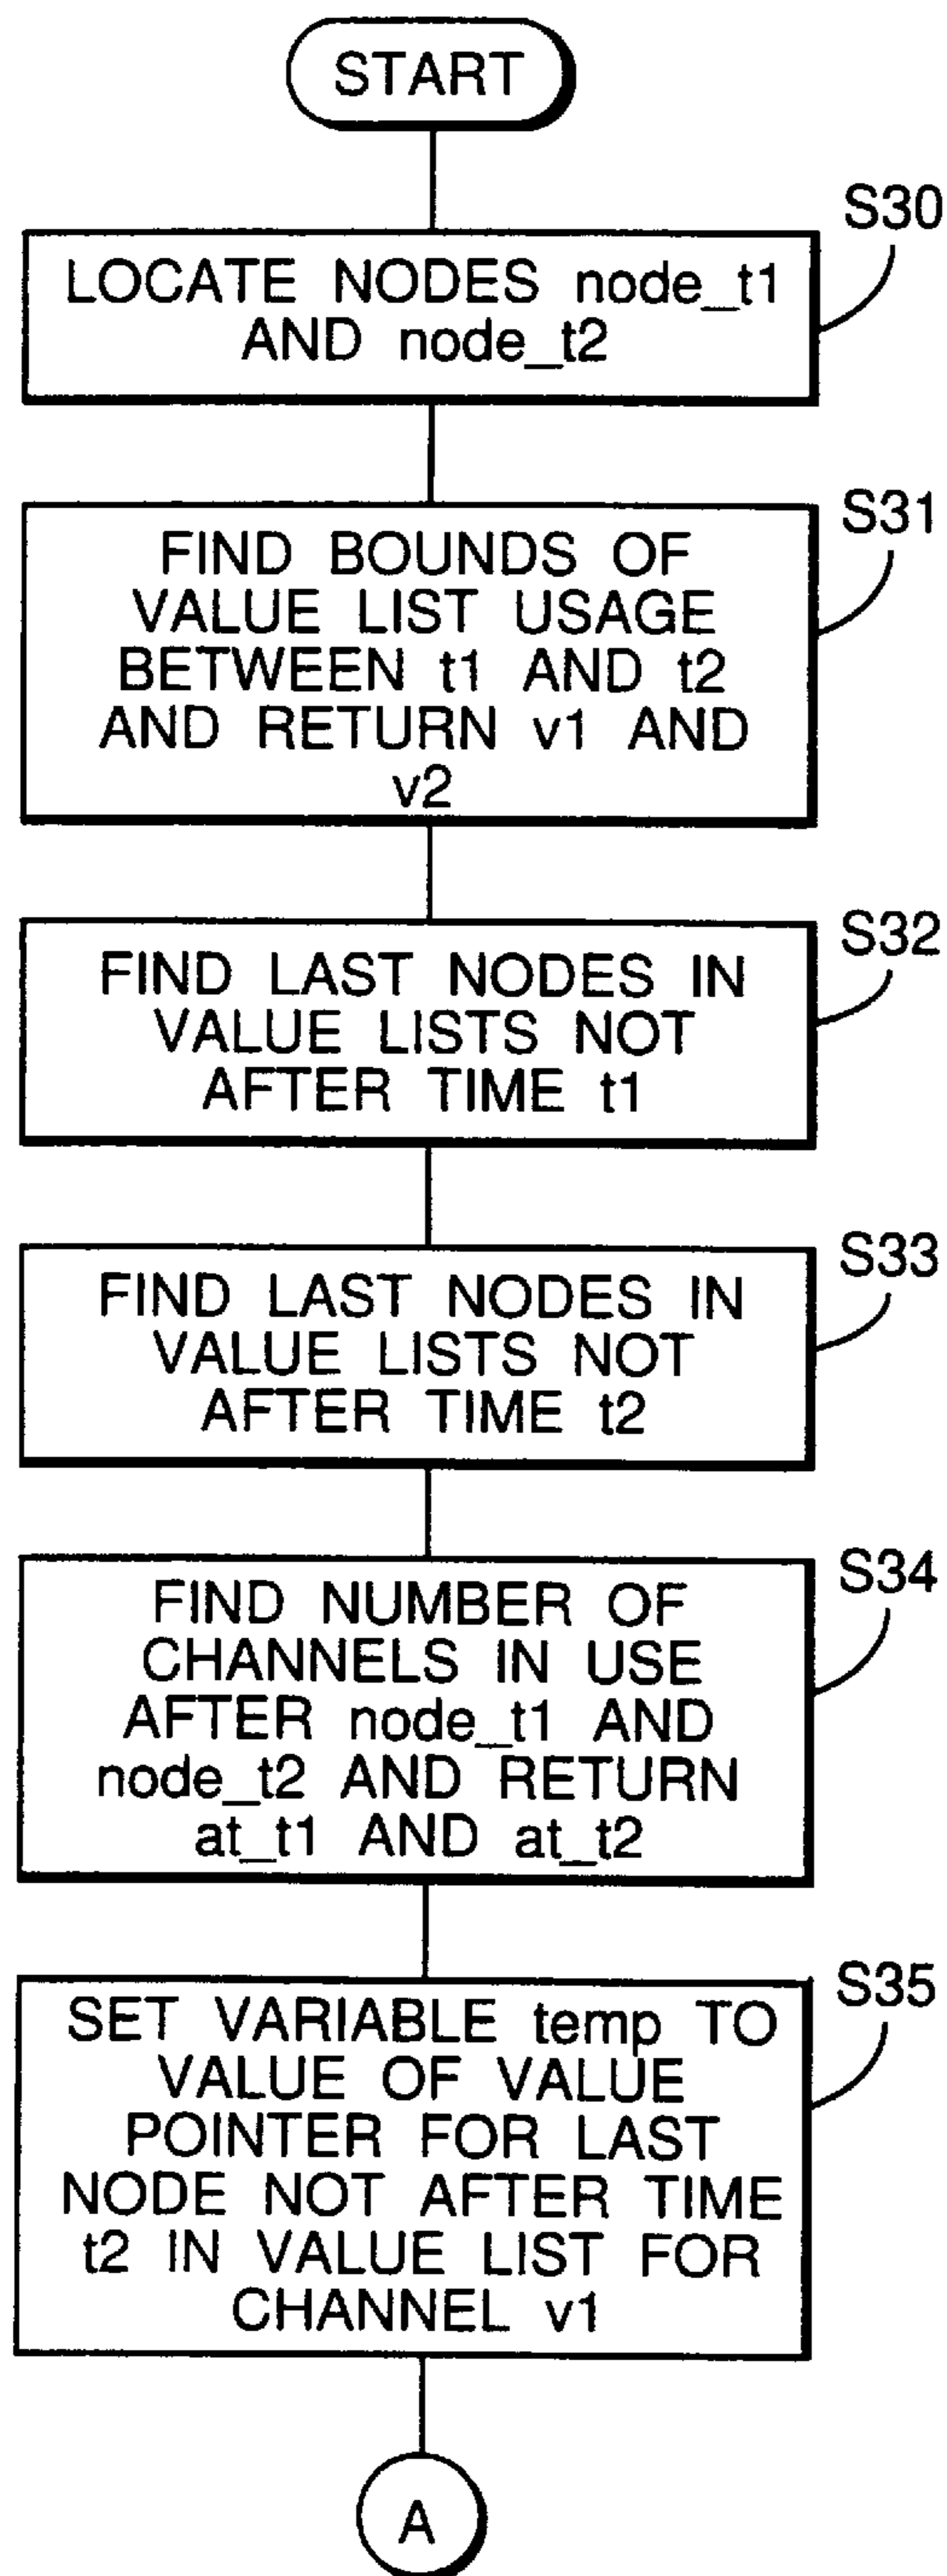 START
S30
LOCATE NODES node_t1
AND node_t2
S31
FIND BOUNDS OF
VALUE LIST USAGE
BETWEEN t1 AND t2
AND RETURN v1 AND
v2
S32
FIND LAST NODES IN
VALUE LISTS NOT
AFTER TIME t1
S33
FIND LAST NODES IN
VALUE LISTS NOT
AFTER TIME t2
S34
FIND NUMBER OF
CHANNELS IN USE
AFTER node_t1 AND
node_t2 AND RETURN
at_t1 AND at_t2
S35
SET VARIABLE temp TO
VALUE OF VALUE
POINTER FOR LAST
NODE NOT AFTER TIME
t2 IN VALUE LIST FOR
CHANNEL v1
A